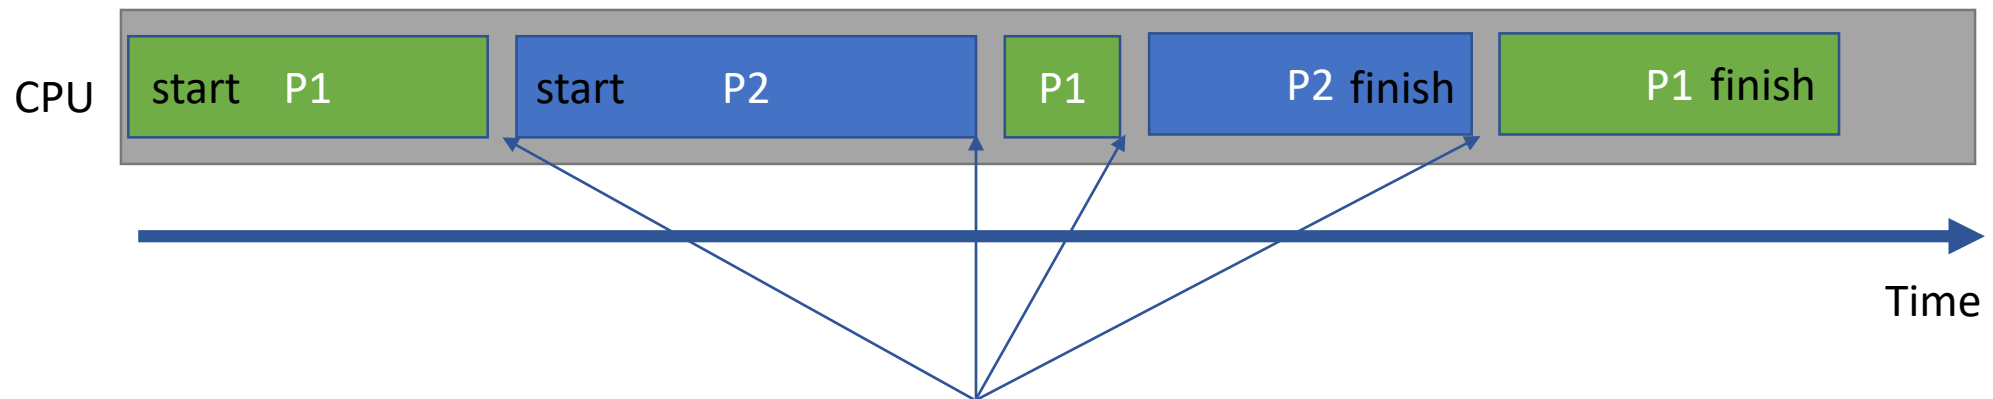 CPU
start P1
start P2
P1
P2 finish
P1 finish
Time